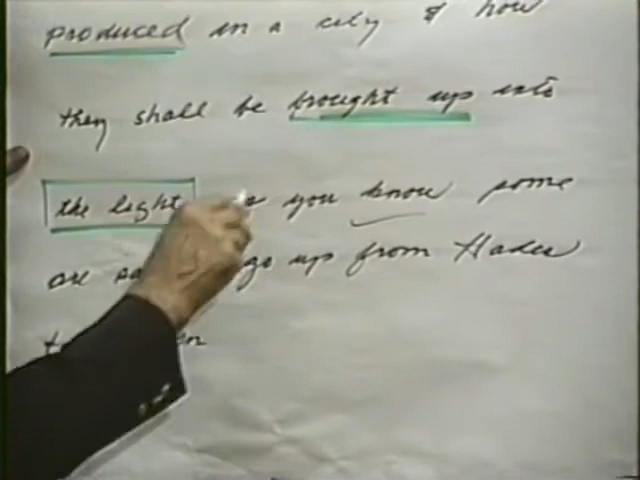 produced in a city & how
they shall be brought up into
the light you know some
are go up from Hades